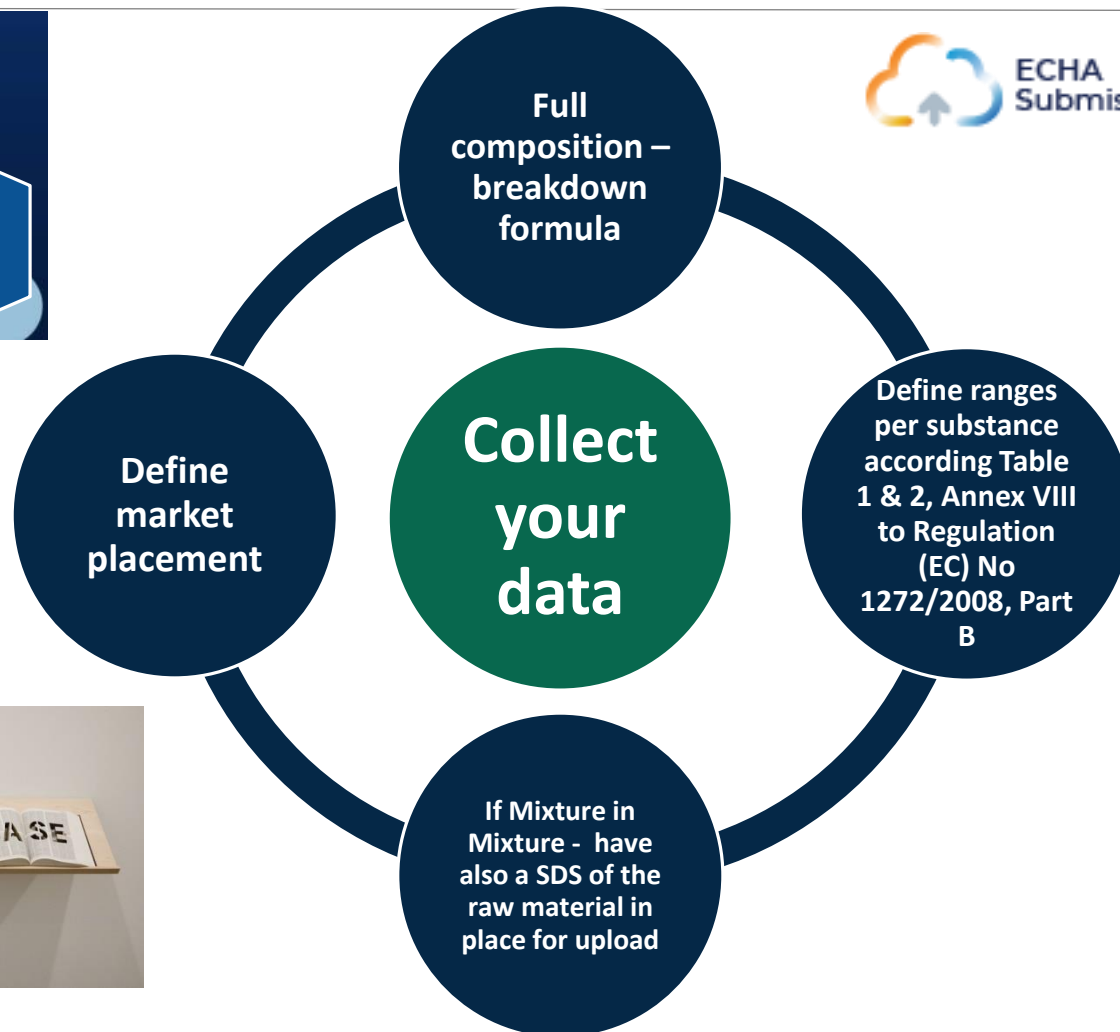 ECHA
Full
composition –
breakdown
formula
Define ranges
per substance
according Table
1 & 2, Annex VIII
to Regulation
(EC) No
1272/2008, Part
B
Collect
your
data
Define
market
placement
If Mixture in
Mixture -  have
also a SDS of the
raw material in
place for upload